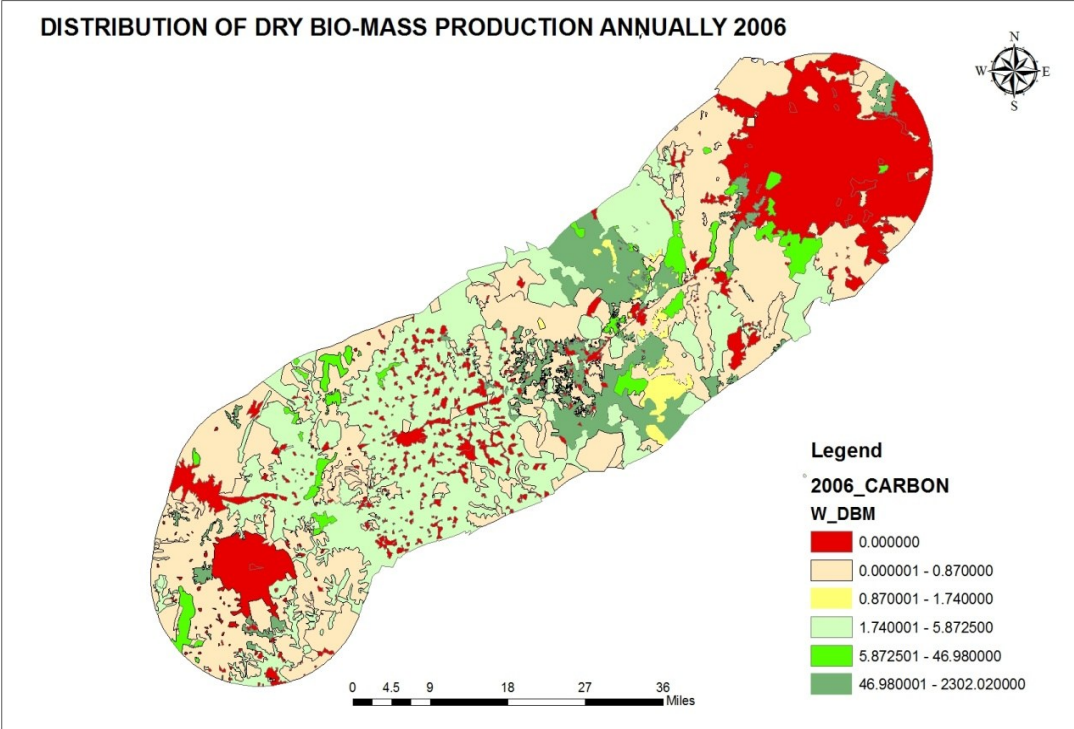 DISTRIBUTION OF DRY BIO-MASS PRODUCTION ANNUALLY 2006
N
W E
S
Legend
2006_CARBON
W_DBM
0.000000
0.000001 - 0.870000
0.870001 - 1.740000
1.740001 - 5.872500
5.872501 - 46.980000
46.980001 - 2302.020000
0 4.5 9 18 27 36
Miles